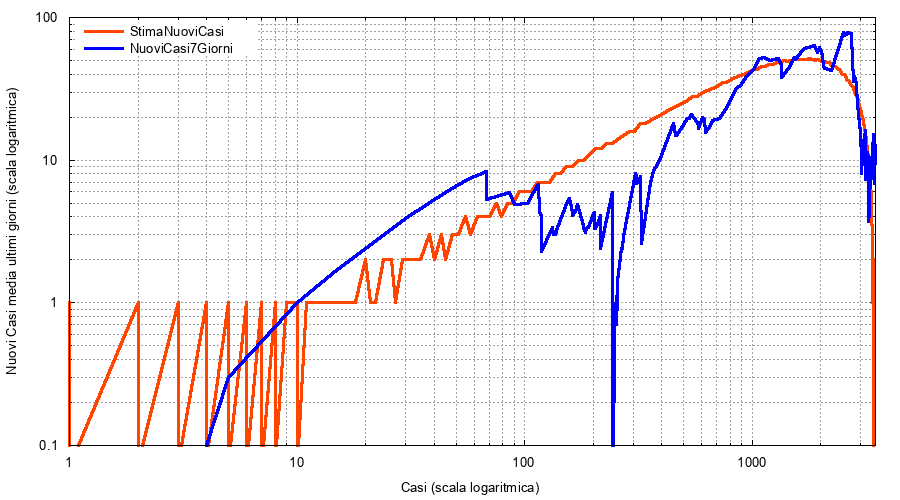 100
StimaNuoviCasi
NuoviCasi7Giorni
10
1
0.1
Nuovi Casi media ultimi giorni (scala logaritmica)
1
10
100
1000
Casi (scala logaritmica)